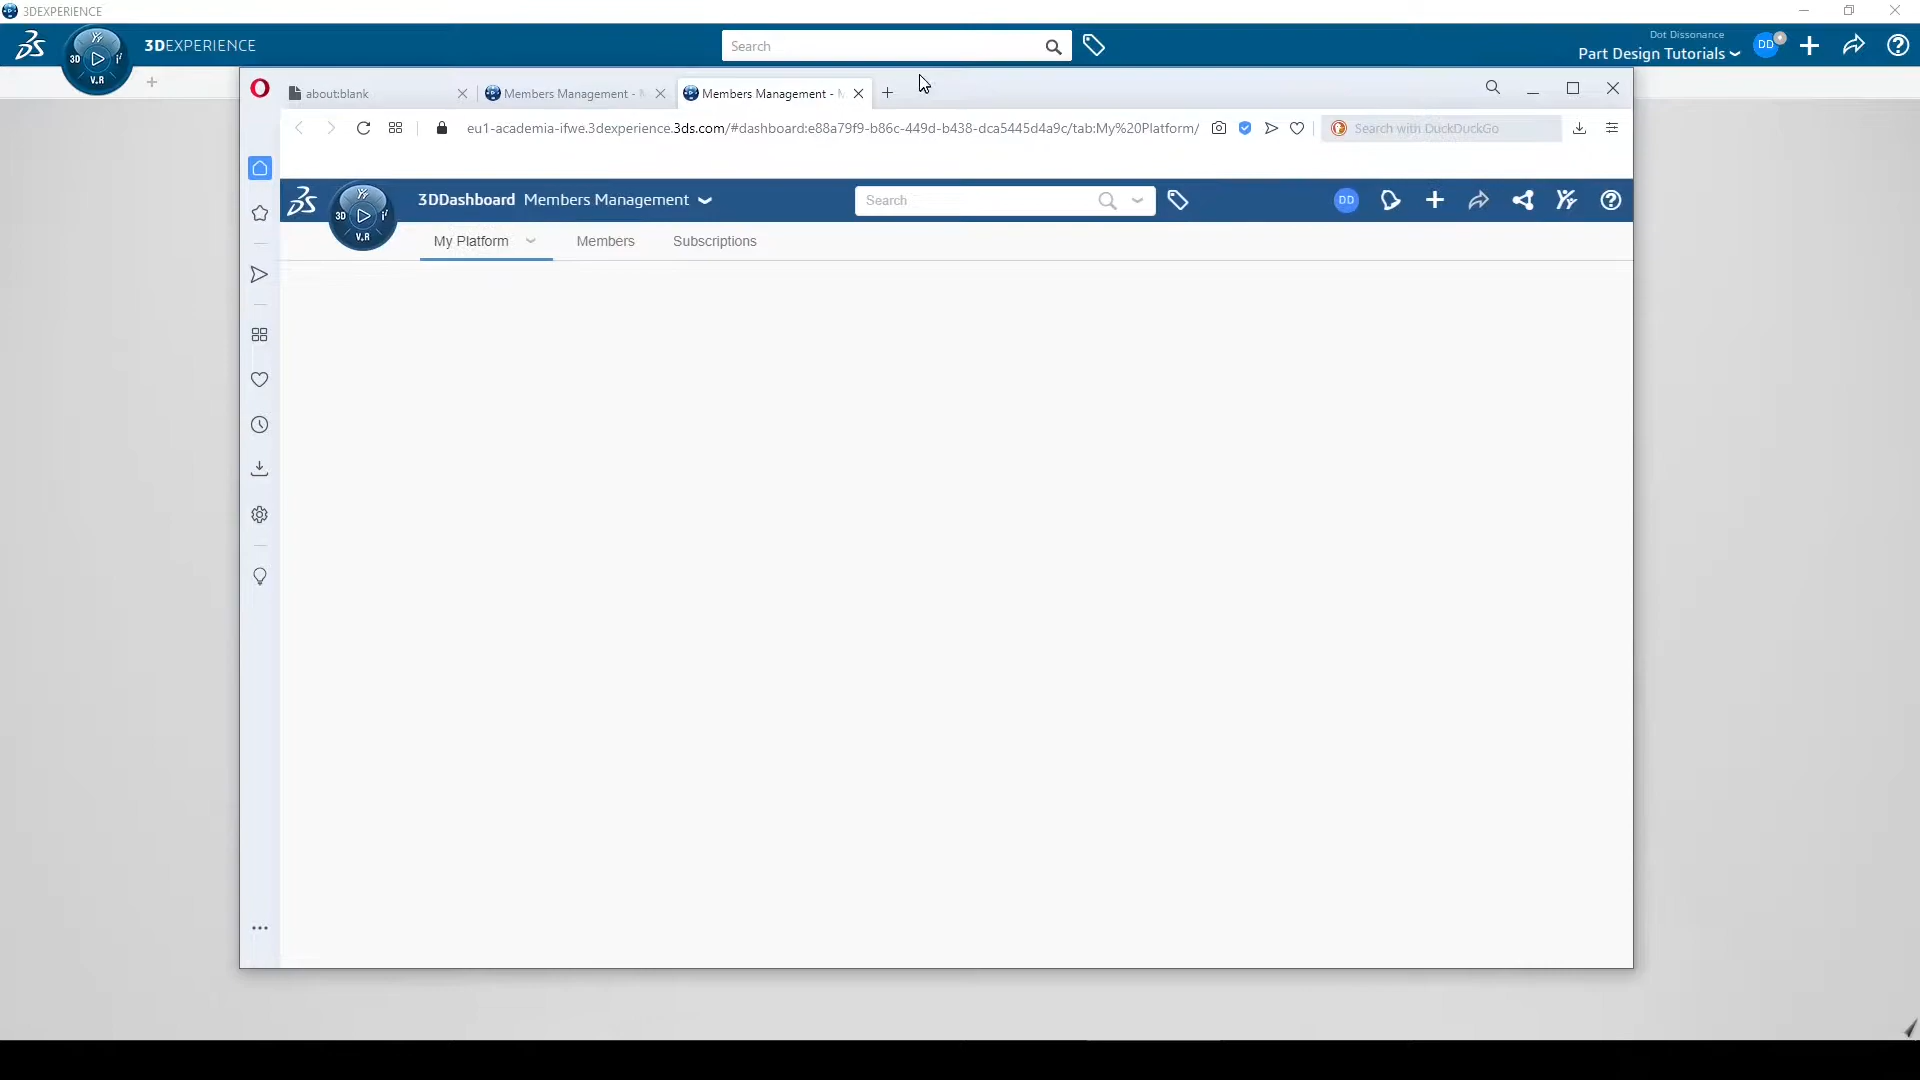 3DEXPERIENCE
3DEXPERIENCE
3D
V.R
Search
Dot Dissonance
Part Design Tutorials
DD
about:blank
Members Management -
Members Management -
eu1-academia-ifwe.3dexperience.3ds.com/#dashboard:e88a79f9-b86c-449d-b438-dca5445d4a9c/tab:My%20Platform/
Search with DuckDuckGo
3D
V.R
3DDashboard Members Management
Search
DD
My Platform
Members
Subscriptions